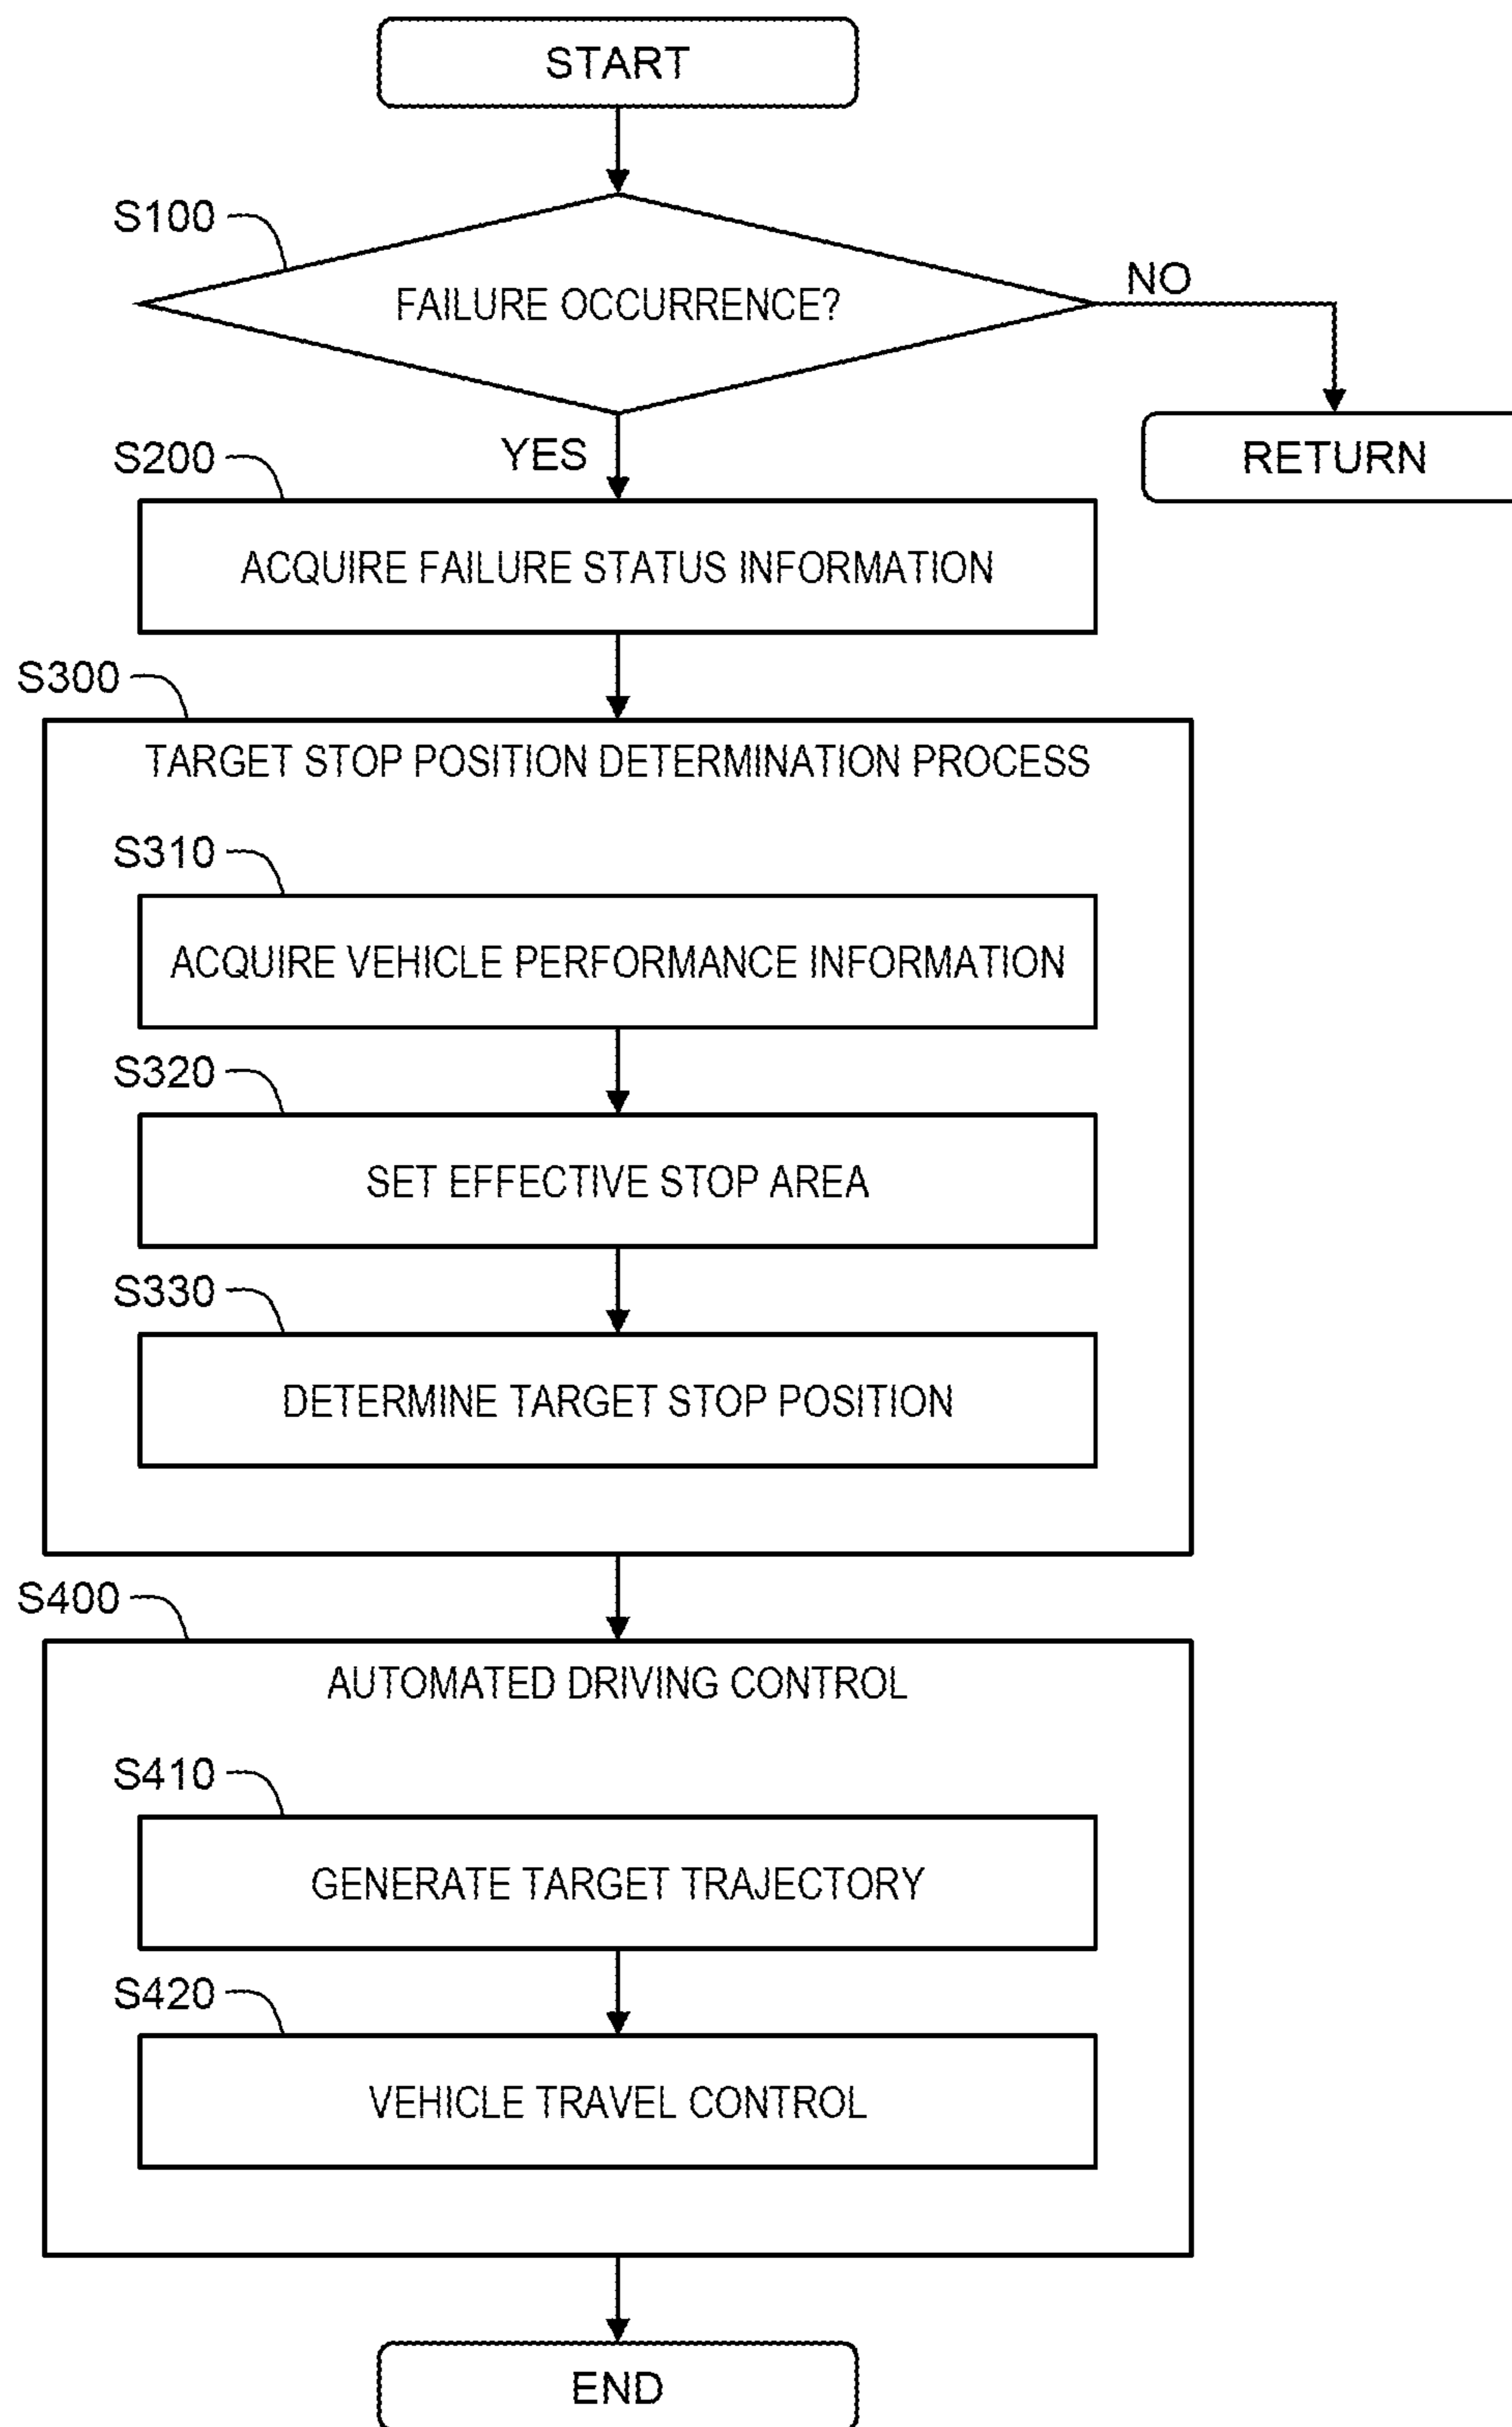 START
S100
FAILURE OCCURRENCE?
NO
YES
RETURN
S200
ACQUIRE FAILURE STATUS INFORMATION
S300
TARGET STOP POSITION DETERMINATION PROCESS
S310
ACQUIRE VEHICLE PERFORMANCE INFORMATION
S320
SET EFFECTIVE STOP AREA
S330
DETERMINE TARGET STOP POSITION
S400
AUTOMATED DRIVING CONTROL
S410
GENERATE TARGET TRAJECTORY
S420
VEHICLE TRAVEL CONTROL
END